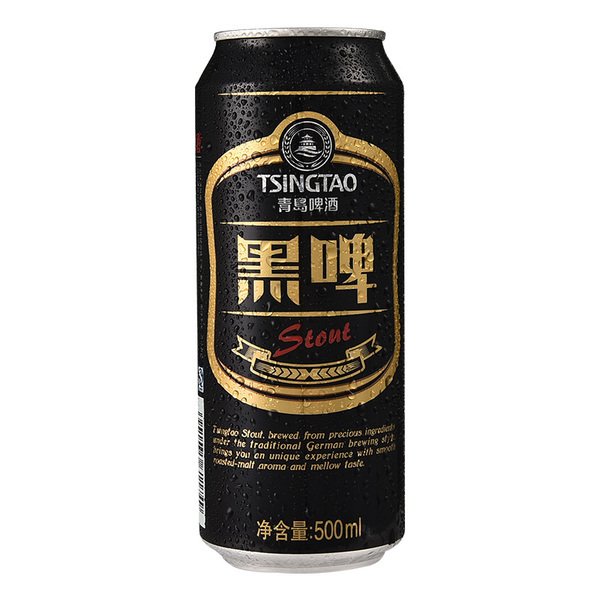 TSINGTAO
青島啤酒
黑啤
Stout
Tsingtao Stout, brewed from precious ingredients
under the traditional German brewing style
brings you an unique experience with smooth
roasted-malt aroma and mellow taste.
净含量:500ml